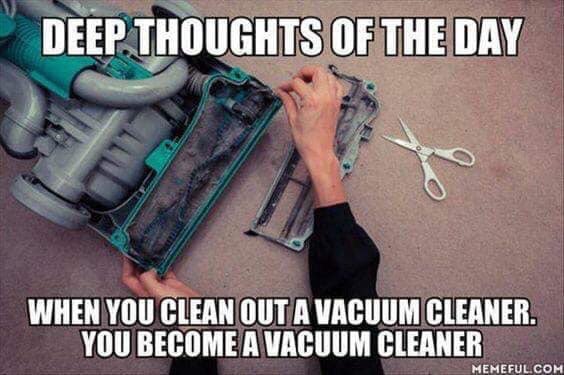 DEEP THOUGHTS OF THE DAY
WHEN YOU CLEAN OUT A VACUUM CLEANER.
YOU BECOME A VACUUM CLEANER
MEMEFUL.COM